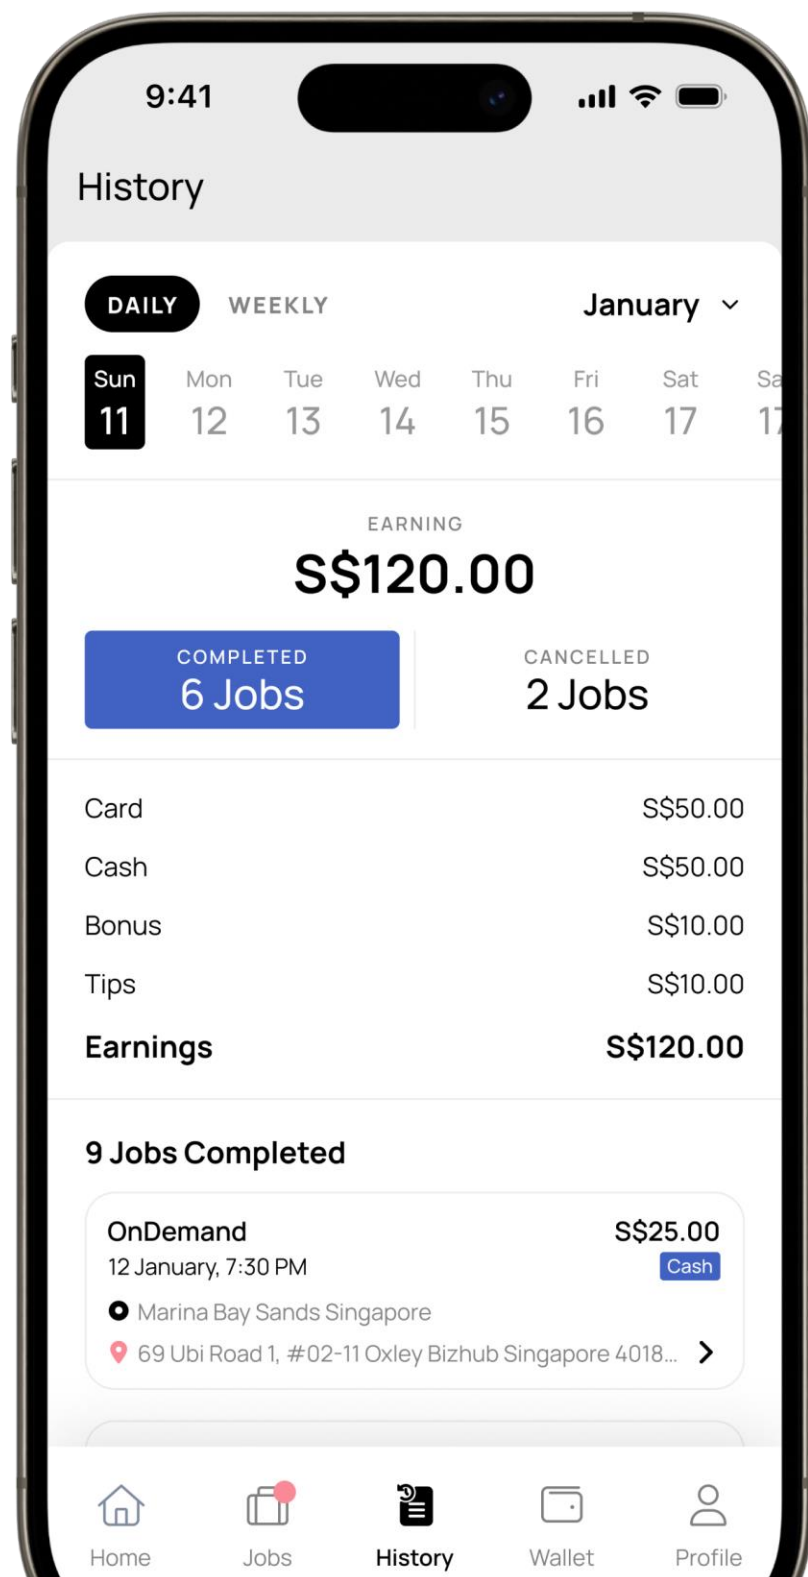 9:41
History
DAILY WEEKLY January
Sun Mon Tue Wed Thu Fri Sat Sa
11 12 13 14 15 16 17 17
EARNING
S$120.00
COMPLETED CANCELLED
6 Jobs 2 Jobs
Card S$50.00
Cash S$50.00
Bonus S$10.00
Tips S$10.00
Earnings S$120.00
9 Jobs Completed
OnDemand S$25.00
12 January, 7:30 PM Cash
Marina Bay Sands Singapore
69 Ubi Road 1, #02-11 Oxley Bizhub Singapore 4018...
Home Jobs History Wallet Profile